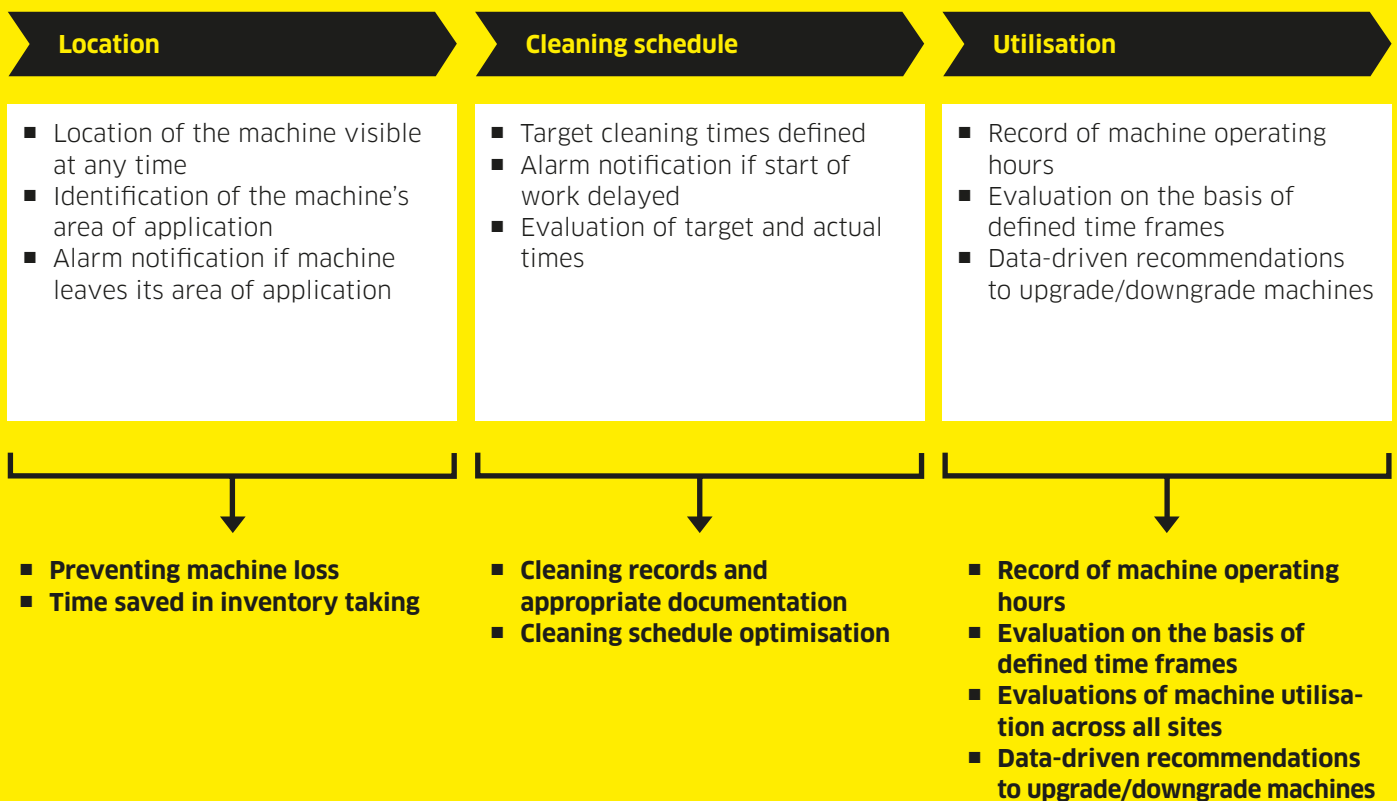 Location
Cleaning schedule
Utilisation
■ Location of the machine visible
at any time
■ Identification of the machine's
area of application
■ Alarm notification if machine
leaves its area of application
■ Target cleaning times defined
■ Alarm notification if start of
work delayed
■ Evaluation of target and actual
times
■ Record of machine operating
hours
■ Evaluation on the basis of
defined time frames
■ Data-driven recommendations
to upgrade/downgrade machines
■ Preventing machine loss
■ Time saved in inventory taking
■ Cleaning records and
appropriate documentation
■ Cleaning schedule optimisation
■ Record of machine operating
hours
■ Evaluation on the basis of
defined time frames
■ Evaluations of machine utilisa-
tion across all sites
■ Data-driven recommendations
to upgrade/downgrade machines